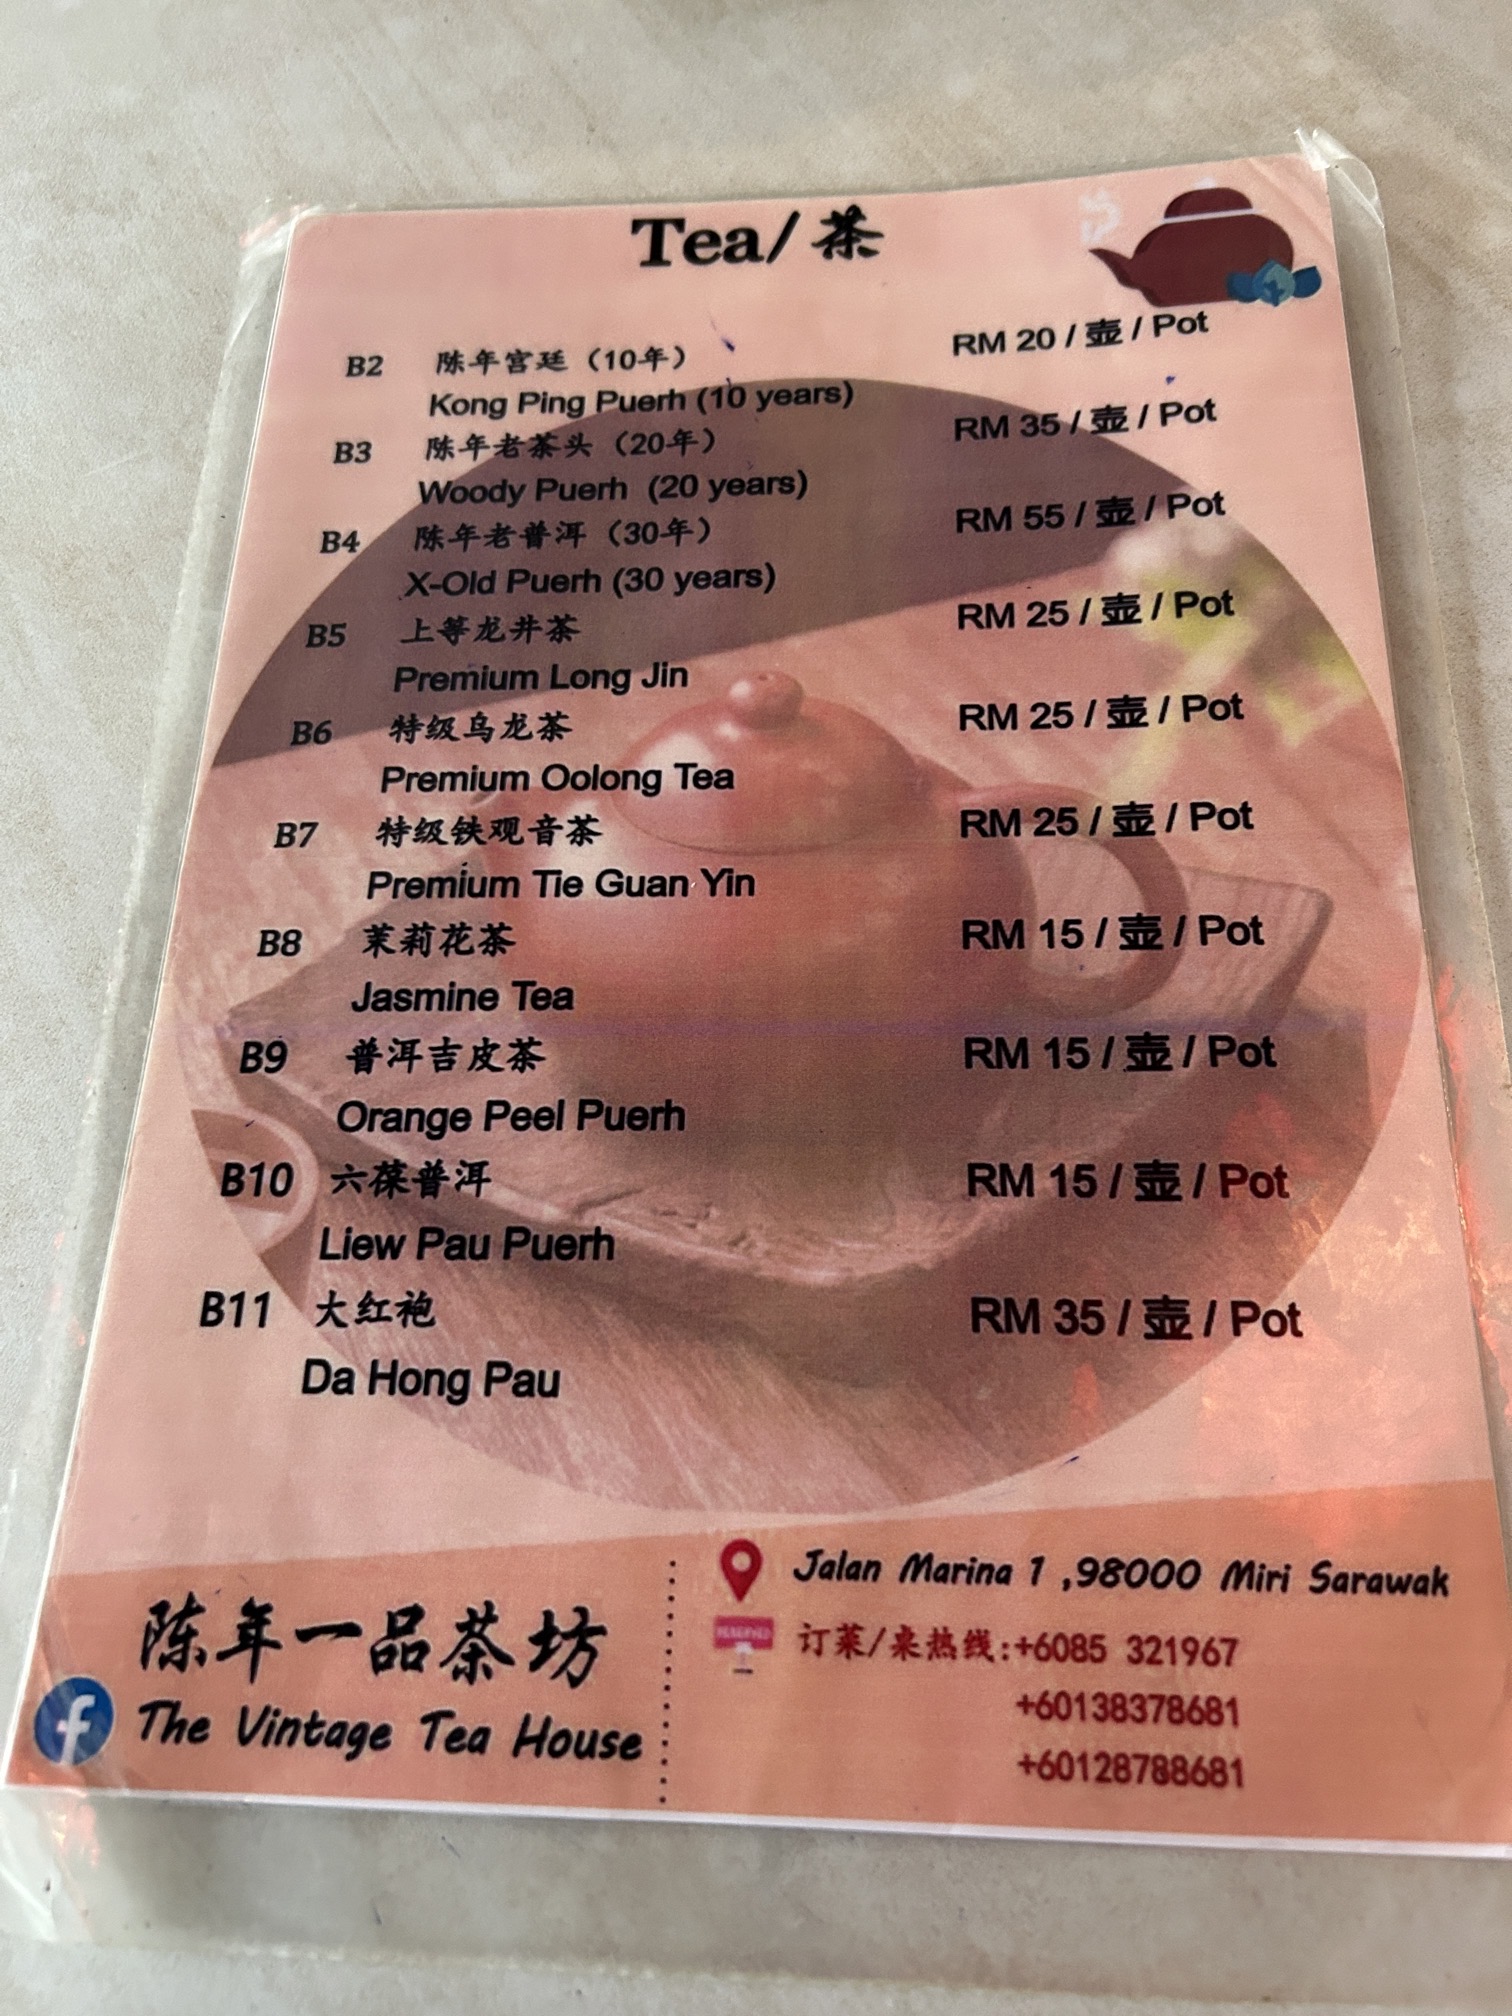 Tea/ 茶
B2 陈年宫廷（10年） RM 20 / 壶 / Pot
Kong Ping Puerh (10 years)
B3 陈年老茶头（20年） RM 35 / 壶 / Pot
Woody Puerh (20 years)
B4 陈年老普洱（30年） RM 55 / 壶 / Pot
X-Old Puerh (30 years)
B5 上等龙井茶 RM 25 / 壶 / Pot
Premium Long Jin
B6 特级乌龙茶 RM 25 / 壶 / Pot
Premium Oolong Tea
B7 特级铁观音茶 RM 25 / 壶 / Pot
Premium Tie Guan Yin
B8 茉莉花茶 RM 15 / 壶 / Pot
Jasmine Tea
B9 普洱吉皮茶 RM 15 / 壶 / Pot
Orange Peel Puerh
B10 六葆普洱 RM 15 / 壶 / Pot
Liew Pau Puerh
B11 大红袍 RM 35 / 壶 / Pot
Da Hong Pau
陈年一品茶坊
The Vintage Tea House
Jalan Marina 1 ,98000 Miri Sarawak
RESERVED
订菜/桌热线:+6085 321967
+60138378681
+60128788681